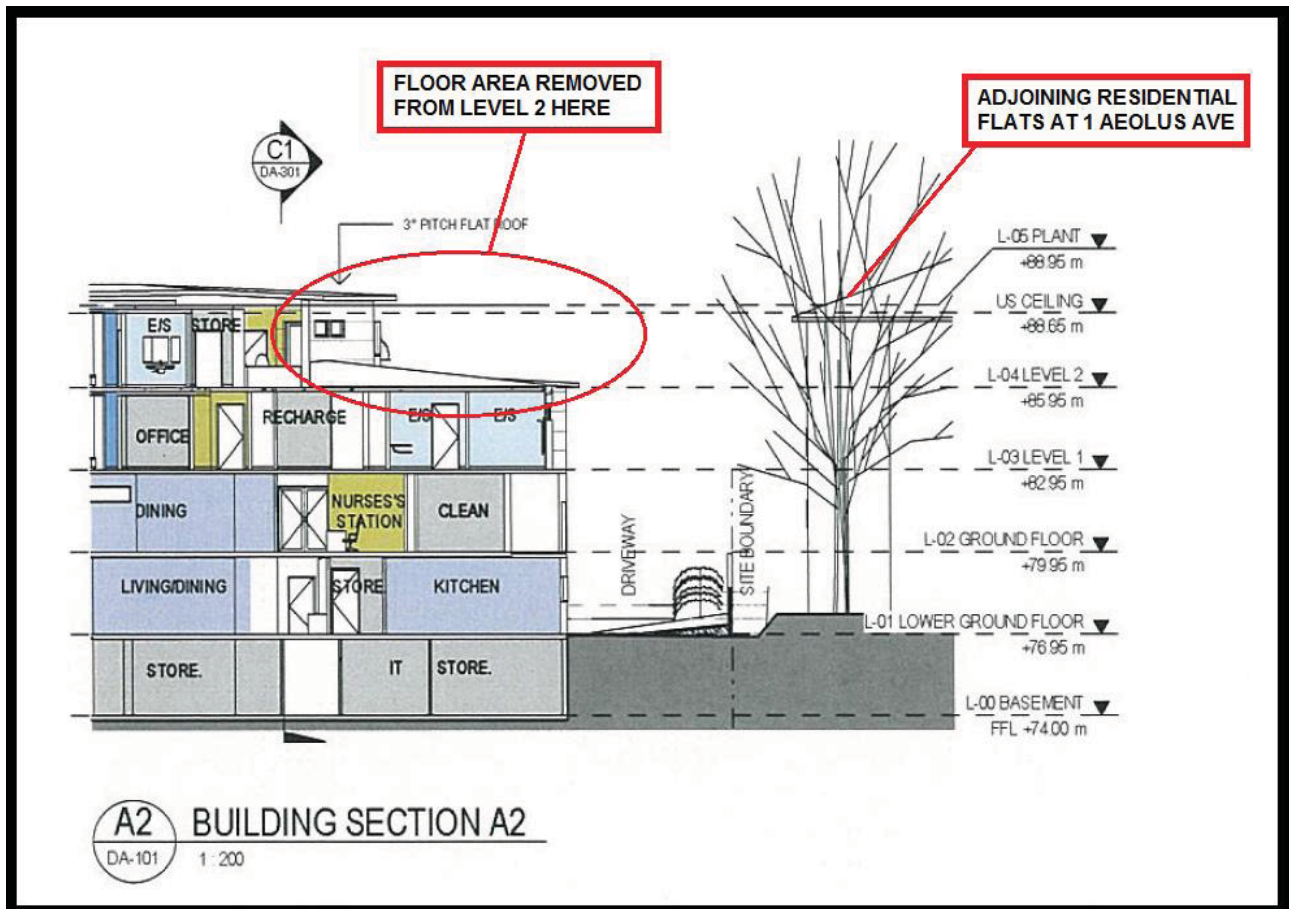 FLOOR AREA REMOVED
FROM LEVEL 2 HERE
ADJOINING RESIDENTIAL
FLATS AT 1 AEOLUS AVE
C1
DA-301
3° PITCH FLAT ROOF
L-05 PLANT
+88.95 m
US CEILING
+88.65 m
L-04 LEVEL 2
+85.95 m
L-03 LEVEL 1
+82.95 m
L-02 GROUND FLOOR
+79.95 m
L-01 LOWER GROUND FLOOR
+76.95 m
L-00 BASEMENT
FFL +74.00 m
E/S
STORE
OFFICE
RECHARGE
E/S
E/S
DINING
NURSES'S
STATION
CLEAN
LIVING/DINING
STORE
KITCHEN
STORE.
IT
STORE.
DRIVEWAY
SITE BOUNDARY
A2
DA-101
BUILDING SECTION A2
1 : 200